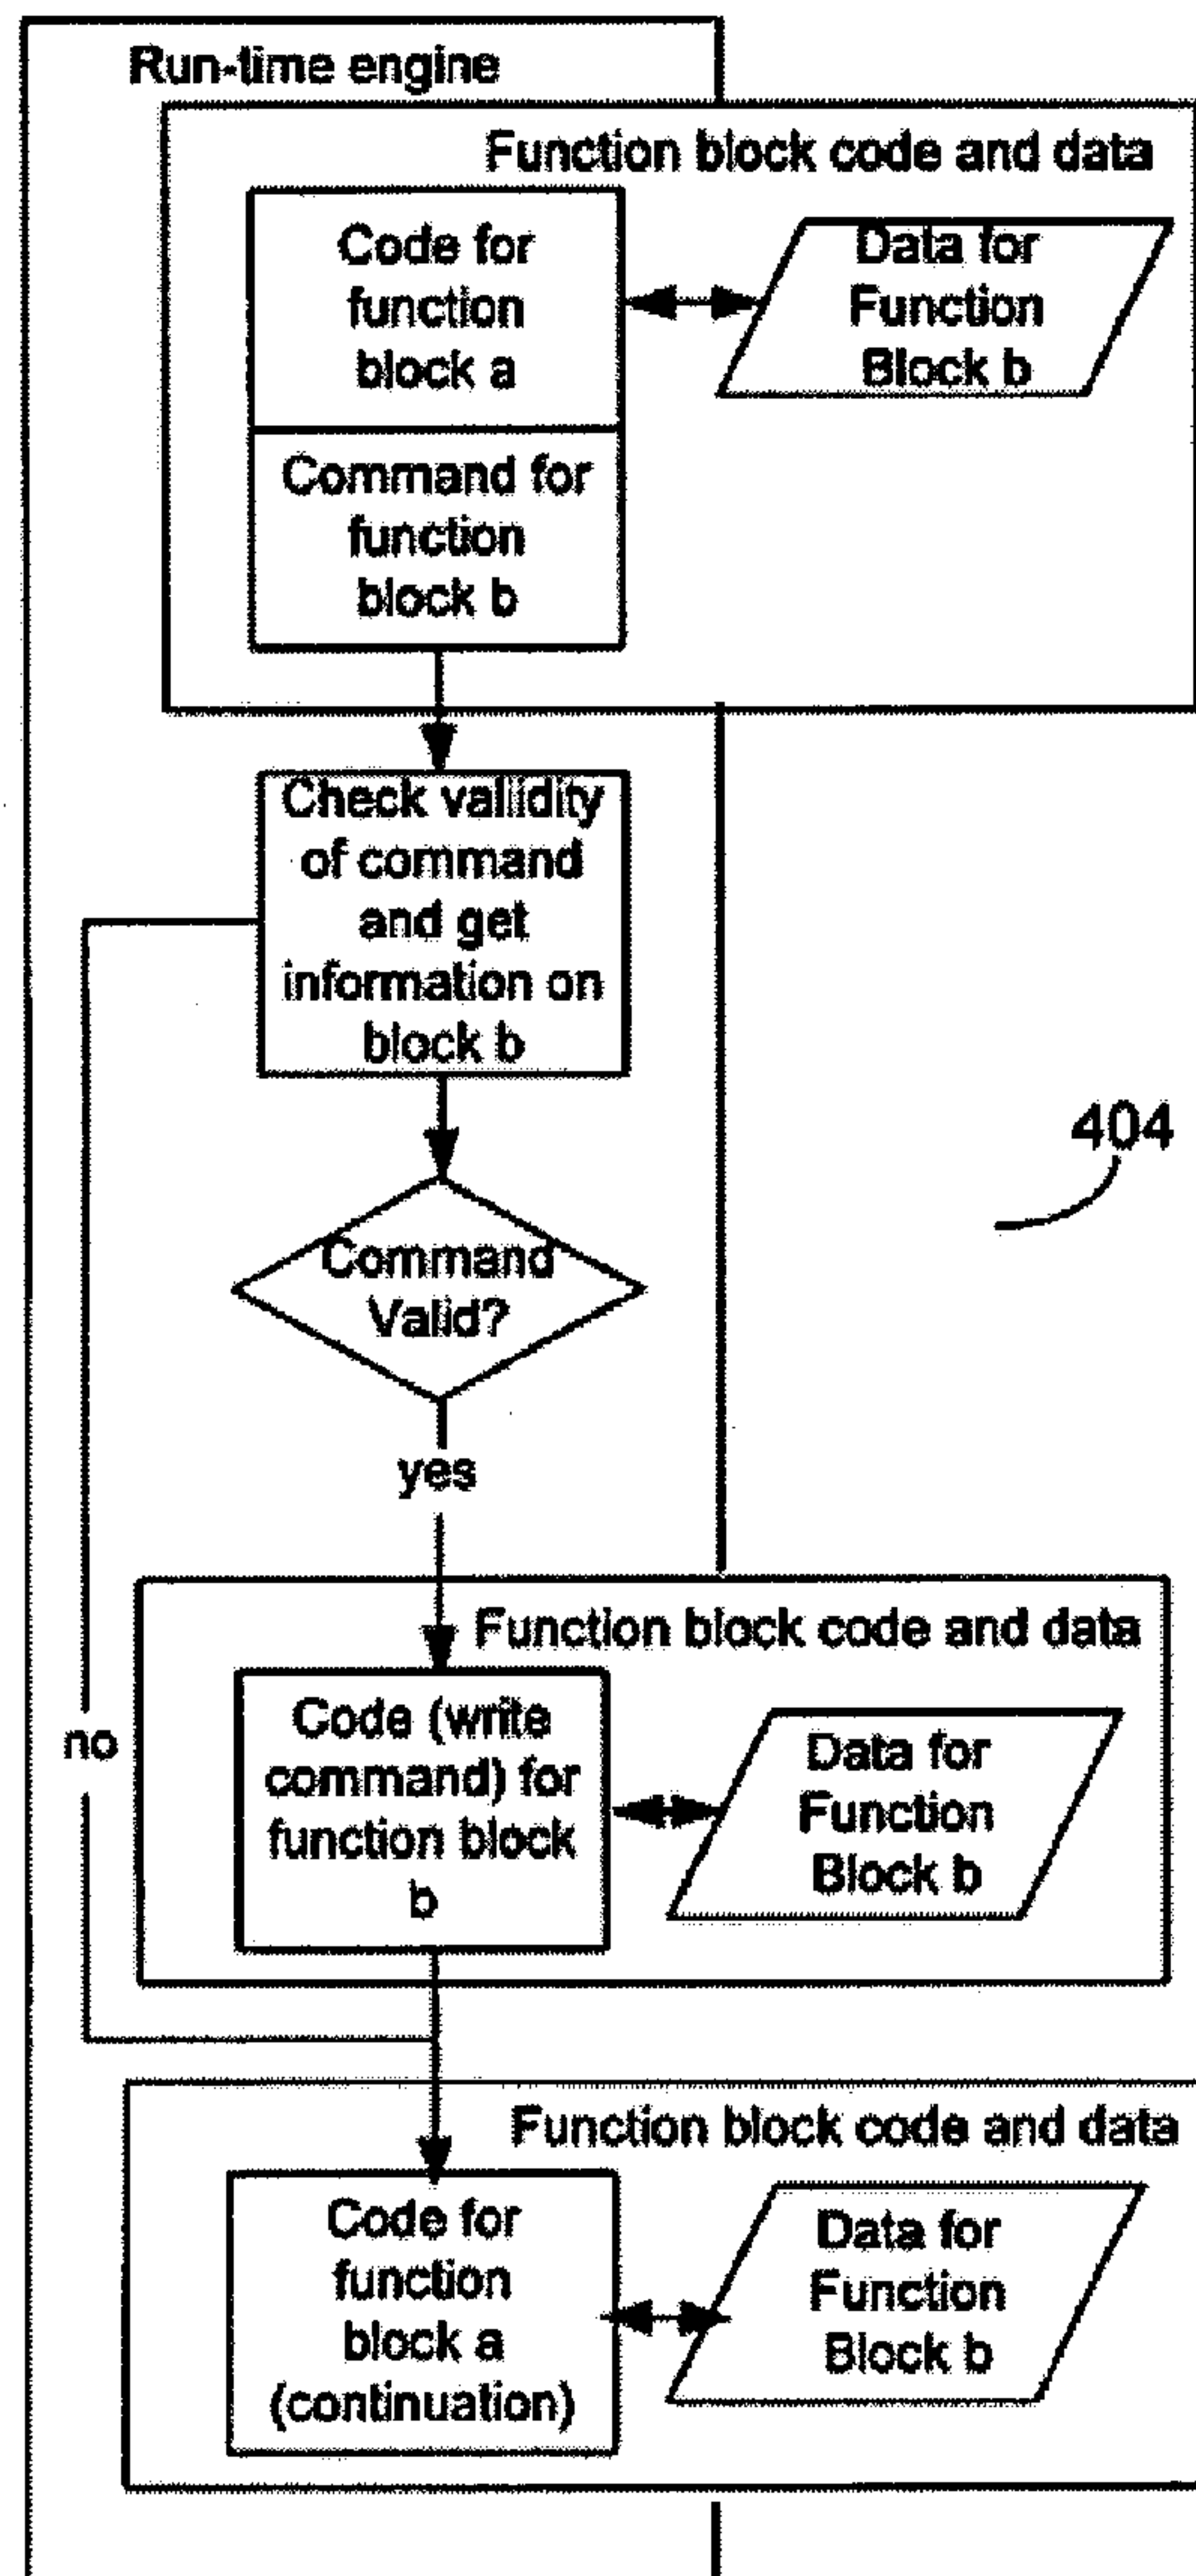 Run-time engine
Function block code and data
Code for
function
block a
Data for
Function
Block b
Command for
function
block b
Check validity
of command
and get
information on
block b
404
Command
Valid?
yes
Function block code and data
Code (write
command) for
function block
b
Data for
Function
Block b
no
Function block code and data
Code for
function
block a
(continuation)
Data for
Function
Block b